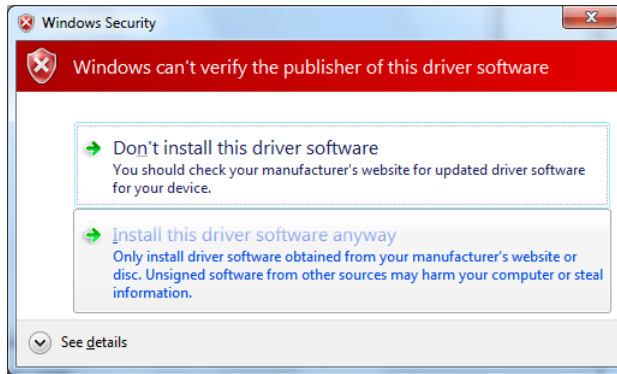 Windows Security
Windows can't verify the publisher of this driver software
Don't install this driver software
You should check your manufacturer's website for updated driver software
for your device.
Install this driver software anyway
Only install driver software obtained from your manufacturer's website or
disc. Unsigned software from other sources may harm your computer or steal
information.
See details